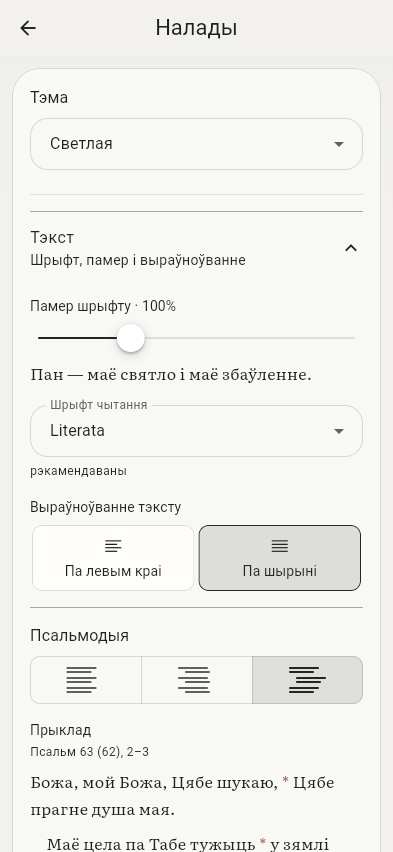 Налады
Тэма
Светлая
Тэкст
Шрыфт, памер і выраўноўванне
Памер шрыфту · 100%
Пан — маё святло і маё збаўленне.
Шрыфт чытання
Literata
рэкамендаваны
Выраўноўванне тэксту
Па левым краі
Па шырыні
Псальмодыя
Прыклад
Псальм 63 (62), 2–3
Божа, мой Божа, Цябе шукаю, * Цябе
прагне душа мая.
Маё цела па Табе тужыць * у зямлі